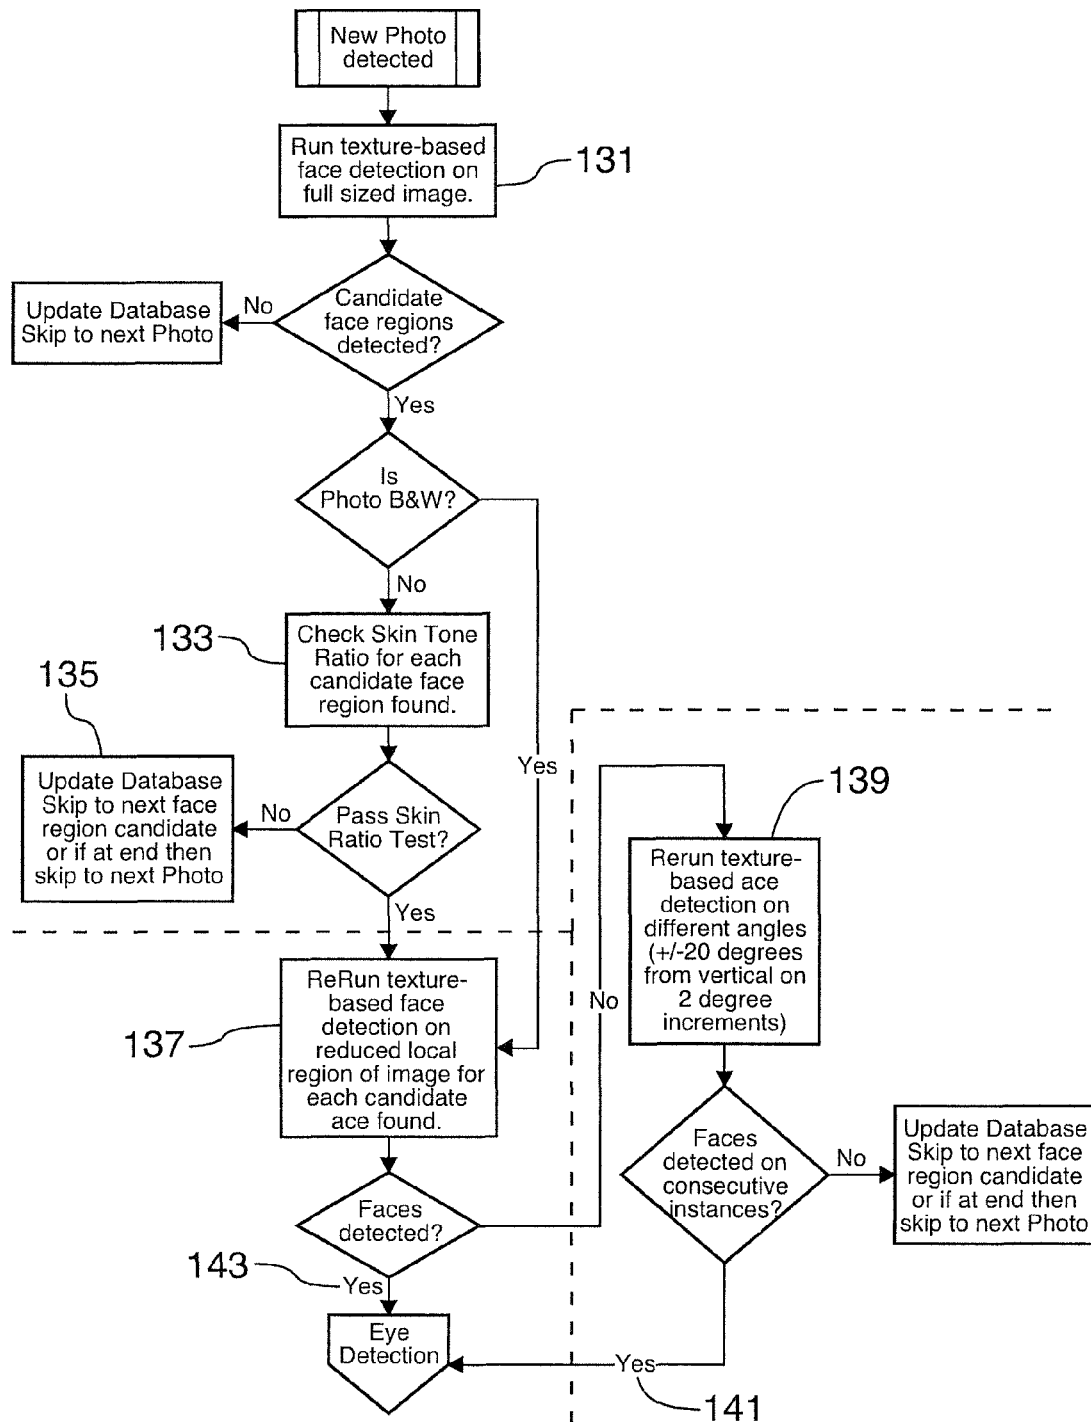 New Photo
detected
Run texture-based
face detection on
full sized image.
131
Candidate
face regions
detected?
No
Update Database
Skip to next Photo
Yes
Is
Photo B&W?
No
Yes
133
Check Skin Tone
Ratio for each
candidate face
region found.
135
Update Database
Skip to next face
region candidate
or if at end then
skip to next Photo
No
Pass Skin
Ratio Test?
Yes
137
ReRun texture-
based face
detection on
reduced local
region of image for
each candidate
ace found.
Faces
detected?
No
143
Yes
Eye
Detection
139
Rerun texture-
based ace
detection on
different angles
(+/-20 degrees
from vertical on
2 degree
increments)
Faces
detected on
consecutive
instances?
No
Update Database
Skip to next face
region candidate
or if at end then
skip to next Photo
Yes
141